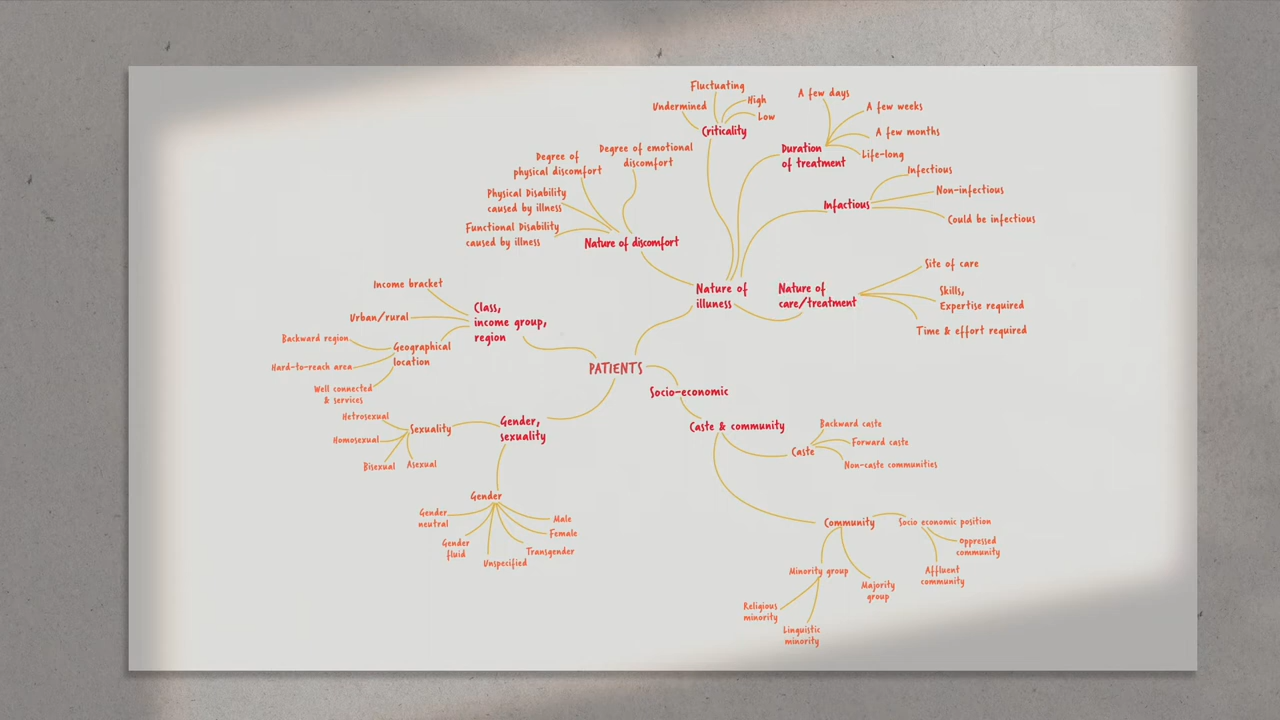 Fluctuating
Undermined
High
Low
Criticality
A few days
A few weeks
A few months
Life-long
Duration
of treatment
Infectious
Non-infectious
Could be infectious
Infactious
Degree of
physical discomfort
Degree of emotional
discomfort
Physical Disability
caused by illness
Functional Disability
caused by illness
Nature of discomfort
Nature of
illuness
Nature of
care/treatment
Site of care
Skills,
Expertise required
Time & effort required
Income bracket
Urban/rural
Class,
income group,
region
Backward region
Hard-to-reach area
Well connected
& services
Geographical
location
PATIENTS
Socio-economic
Hetrosexual
Homosexual
Bisexual
Asexual
Sexuality
Gender,
sexuality
Gender
Gender
neutral
Gender
fluid
Unspecified
Transgender
Female
Male
Caste & community
Caste
Backward caste
Forward caste
Non-caste communities
Community
Socio economic position
Oppressed
community
Affluent
community
Minority group
Majority
group
Religious
minority
Linguistic
minority